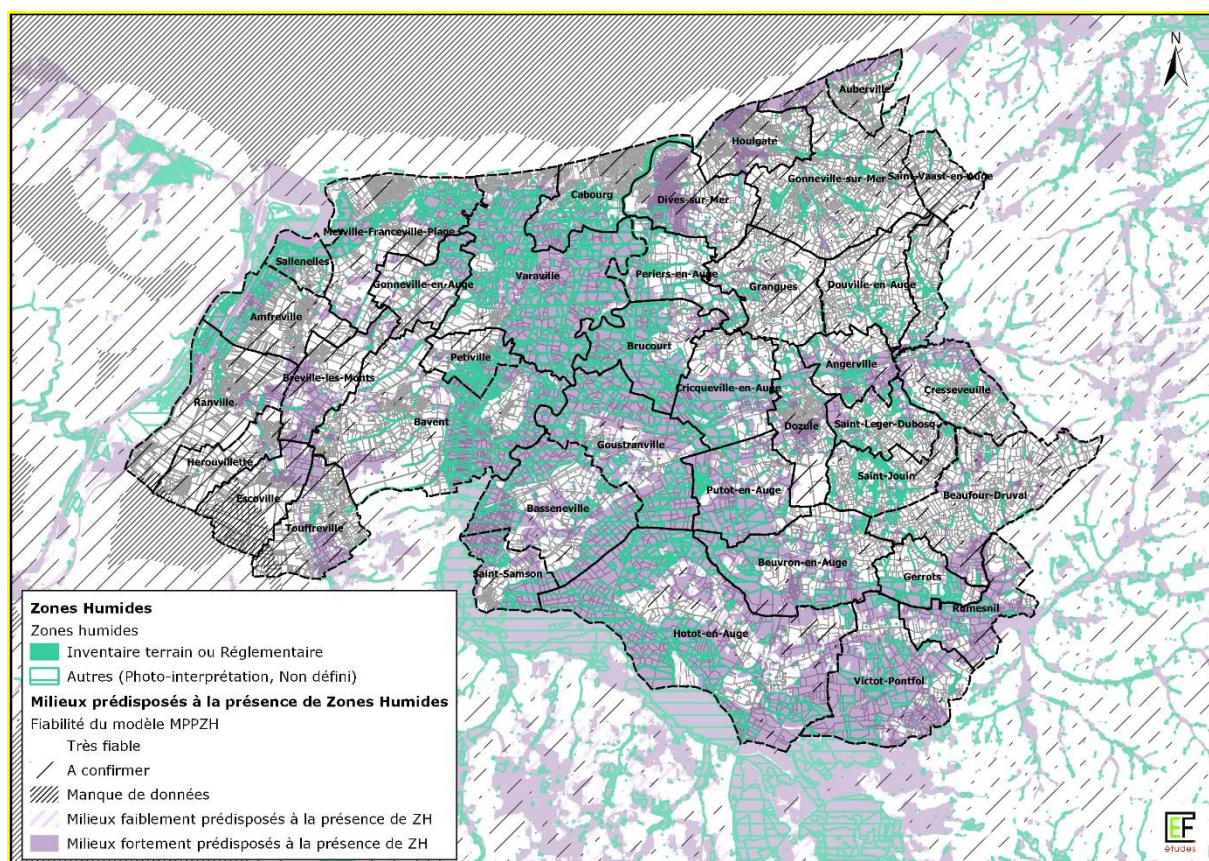 N
Auberville
Houlgate
Gonneville-sur-Mer
Saint-Vaast-en-Auge
Cabourg
Dives-sur-Mer
Merville-Franceville-Plage
Sallenelles
Gonneville-en-Auge
Varaville
Periers-en-Auge
Grangues
Douville-en-Auge
Amfreville
Brucourt
Petiville
Angerville
Breville-les-Monts
Cricqueville-en-Auge
Cresseveuille
Ranville
Bavent
Dozule
Saint-Leger-Dubosq
Goustranville
Herouvillette
Saint-Jouin
Escoville
Putot-en-Auge
Beaufour-Druval
Basseneville
Touffreville
Beuvron-en-Auge
Saint-Samson
Gerrots
Rumesnil
Hotot-en-Auge
Victot-Pontfol
Zones Humides
Zones humides
Inventaire terrain ou Réglementaire
Autres (Photo-interprétation, Non défini)
Milieux prédisposés à la présence de Zones Humides
Fiabilité du modèle MPPZH
Très fiable
A confirmer
Manque de données
Milieux faiblement prédisposés à la présence de ZH
Milieux fortement prédisposés à la présence de ZH
EF
études